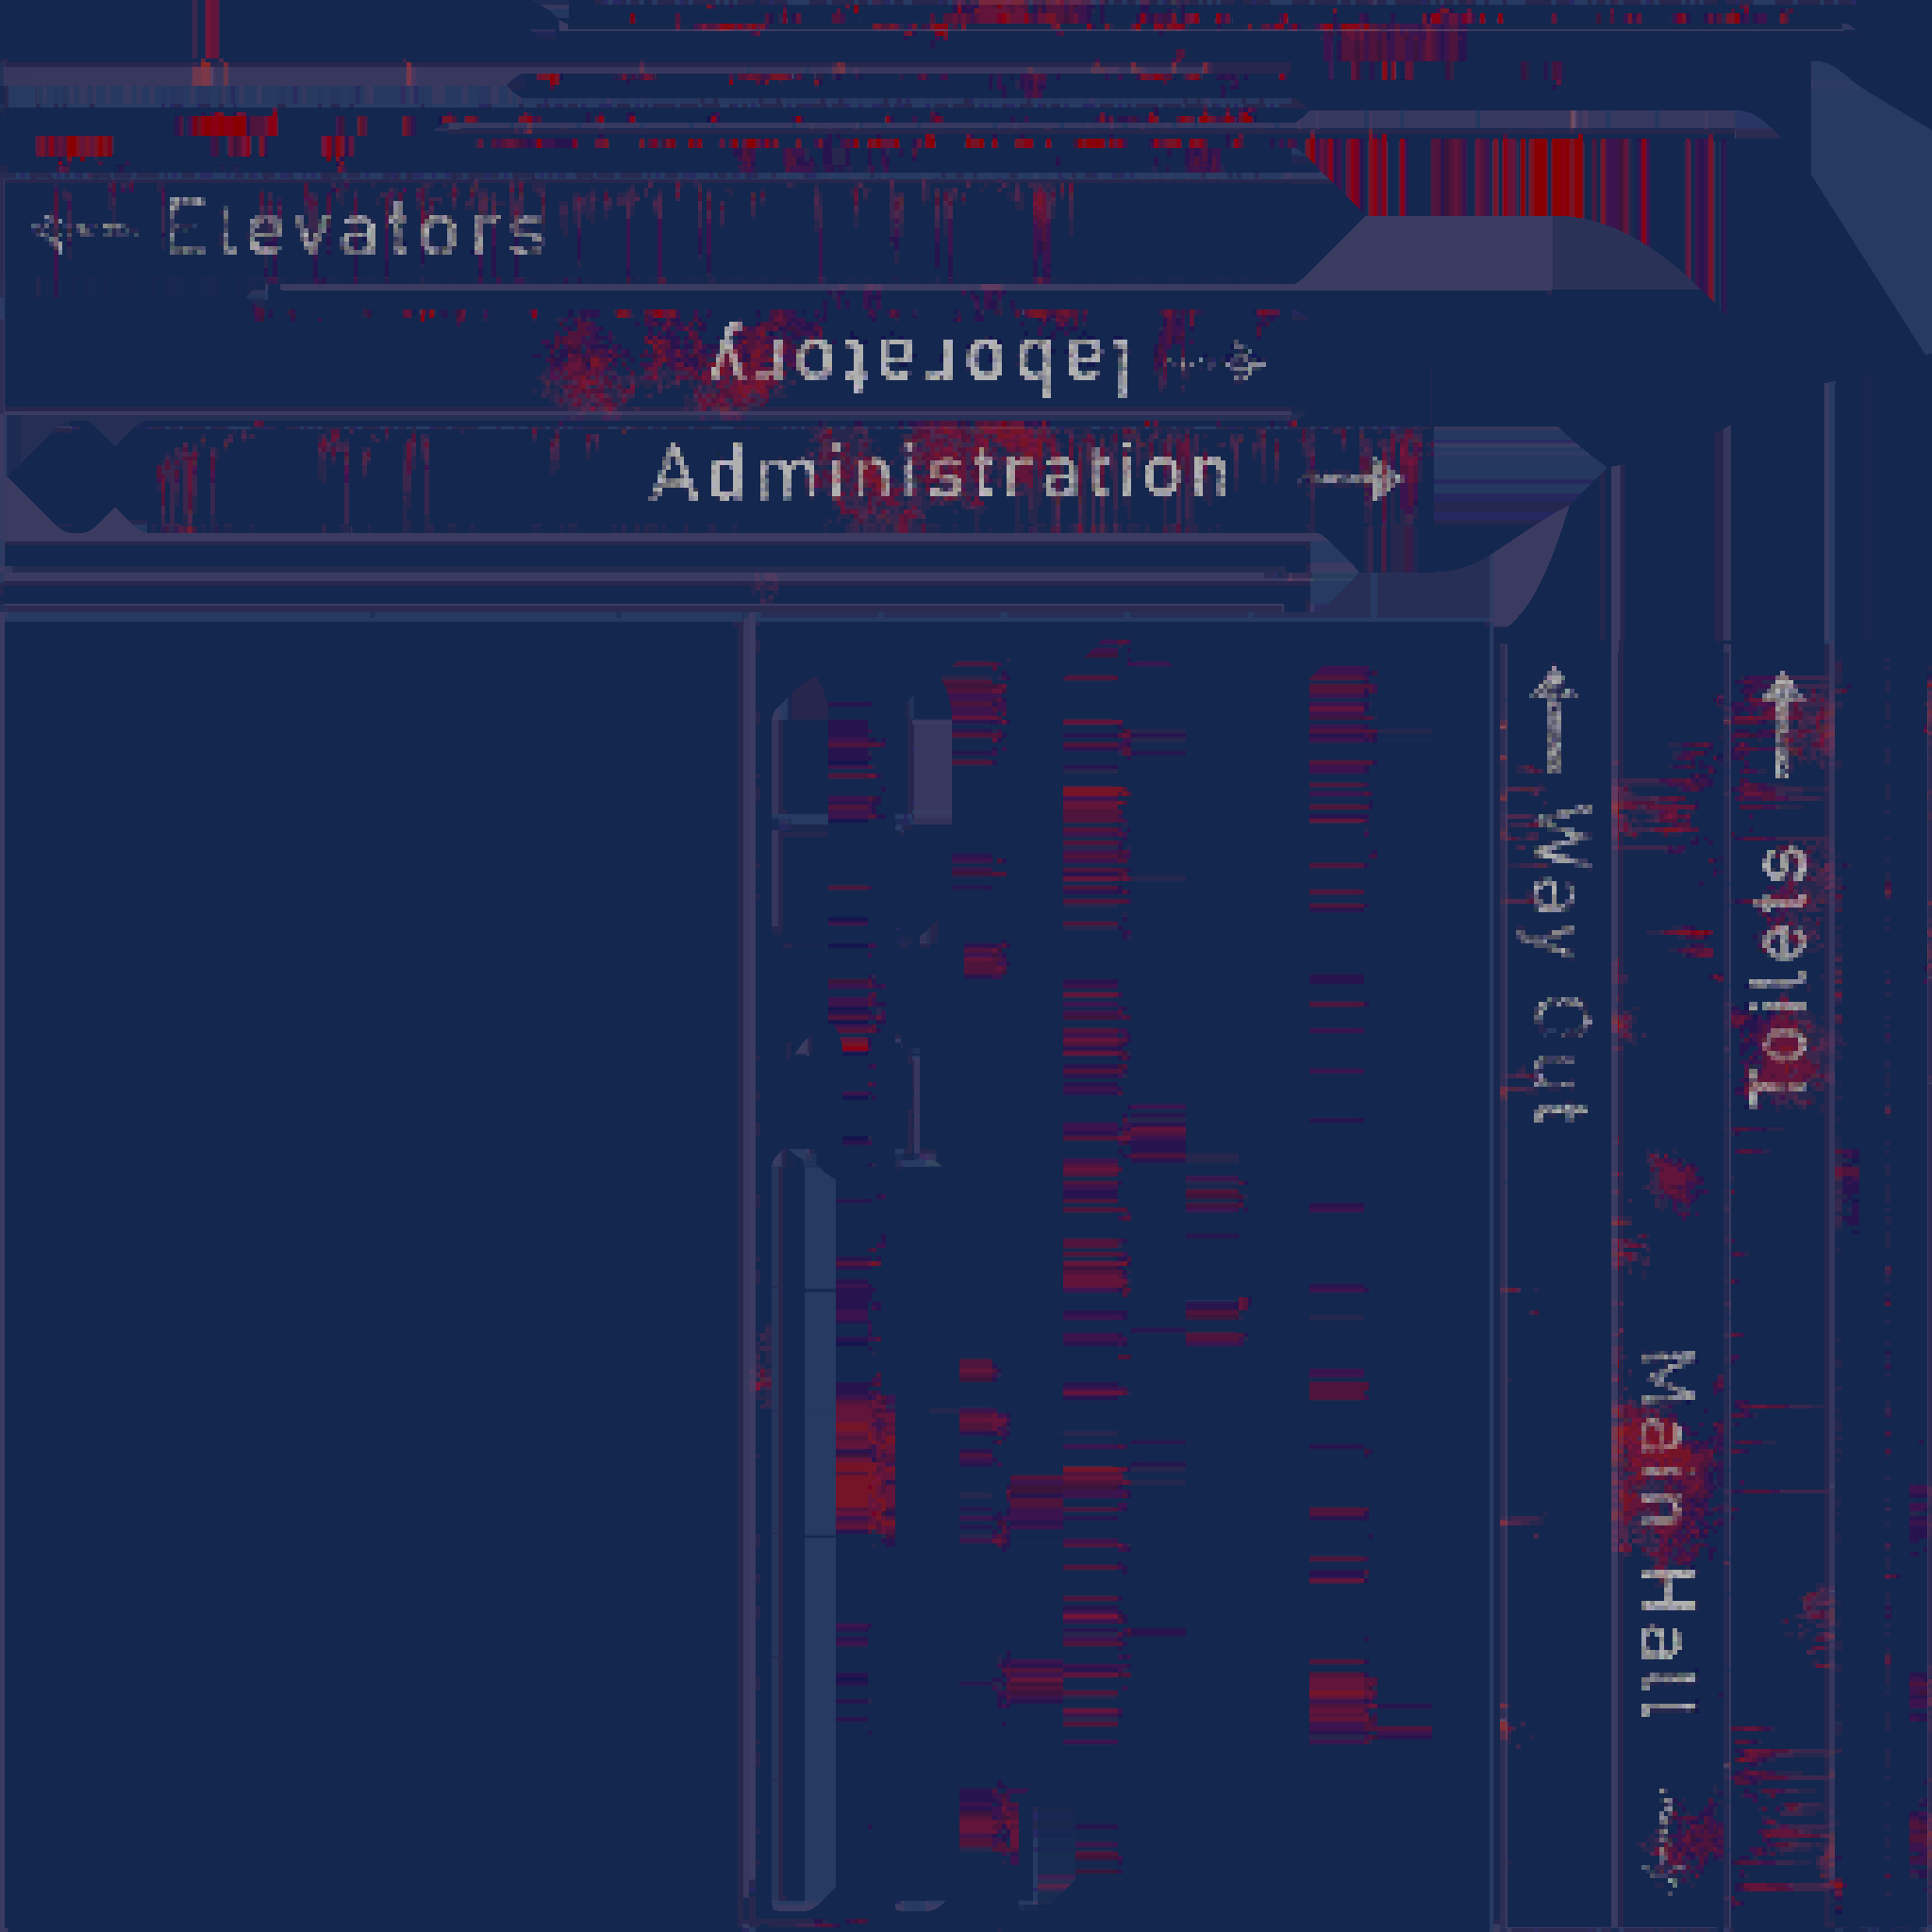 ← Elevators
laboratory →
Administration →
← Way Out
Toilets →
Main Hall →